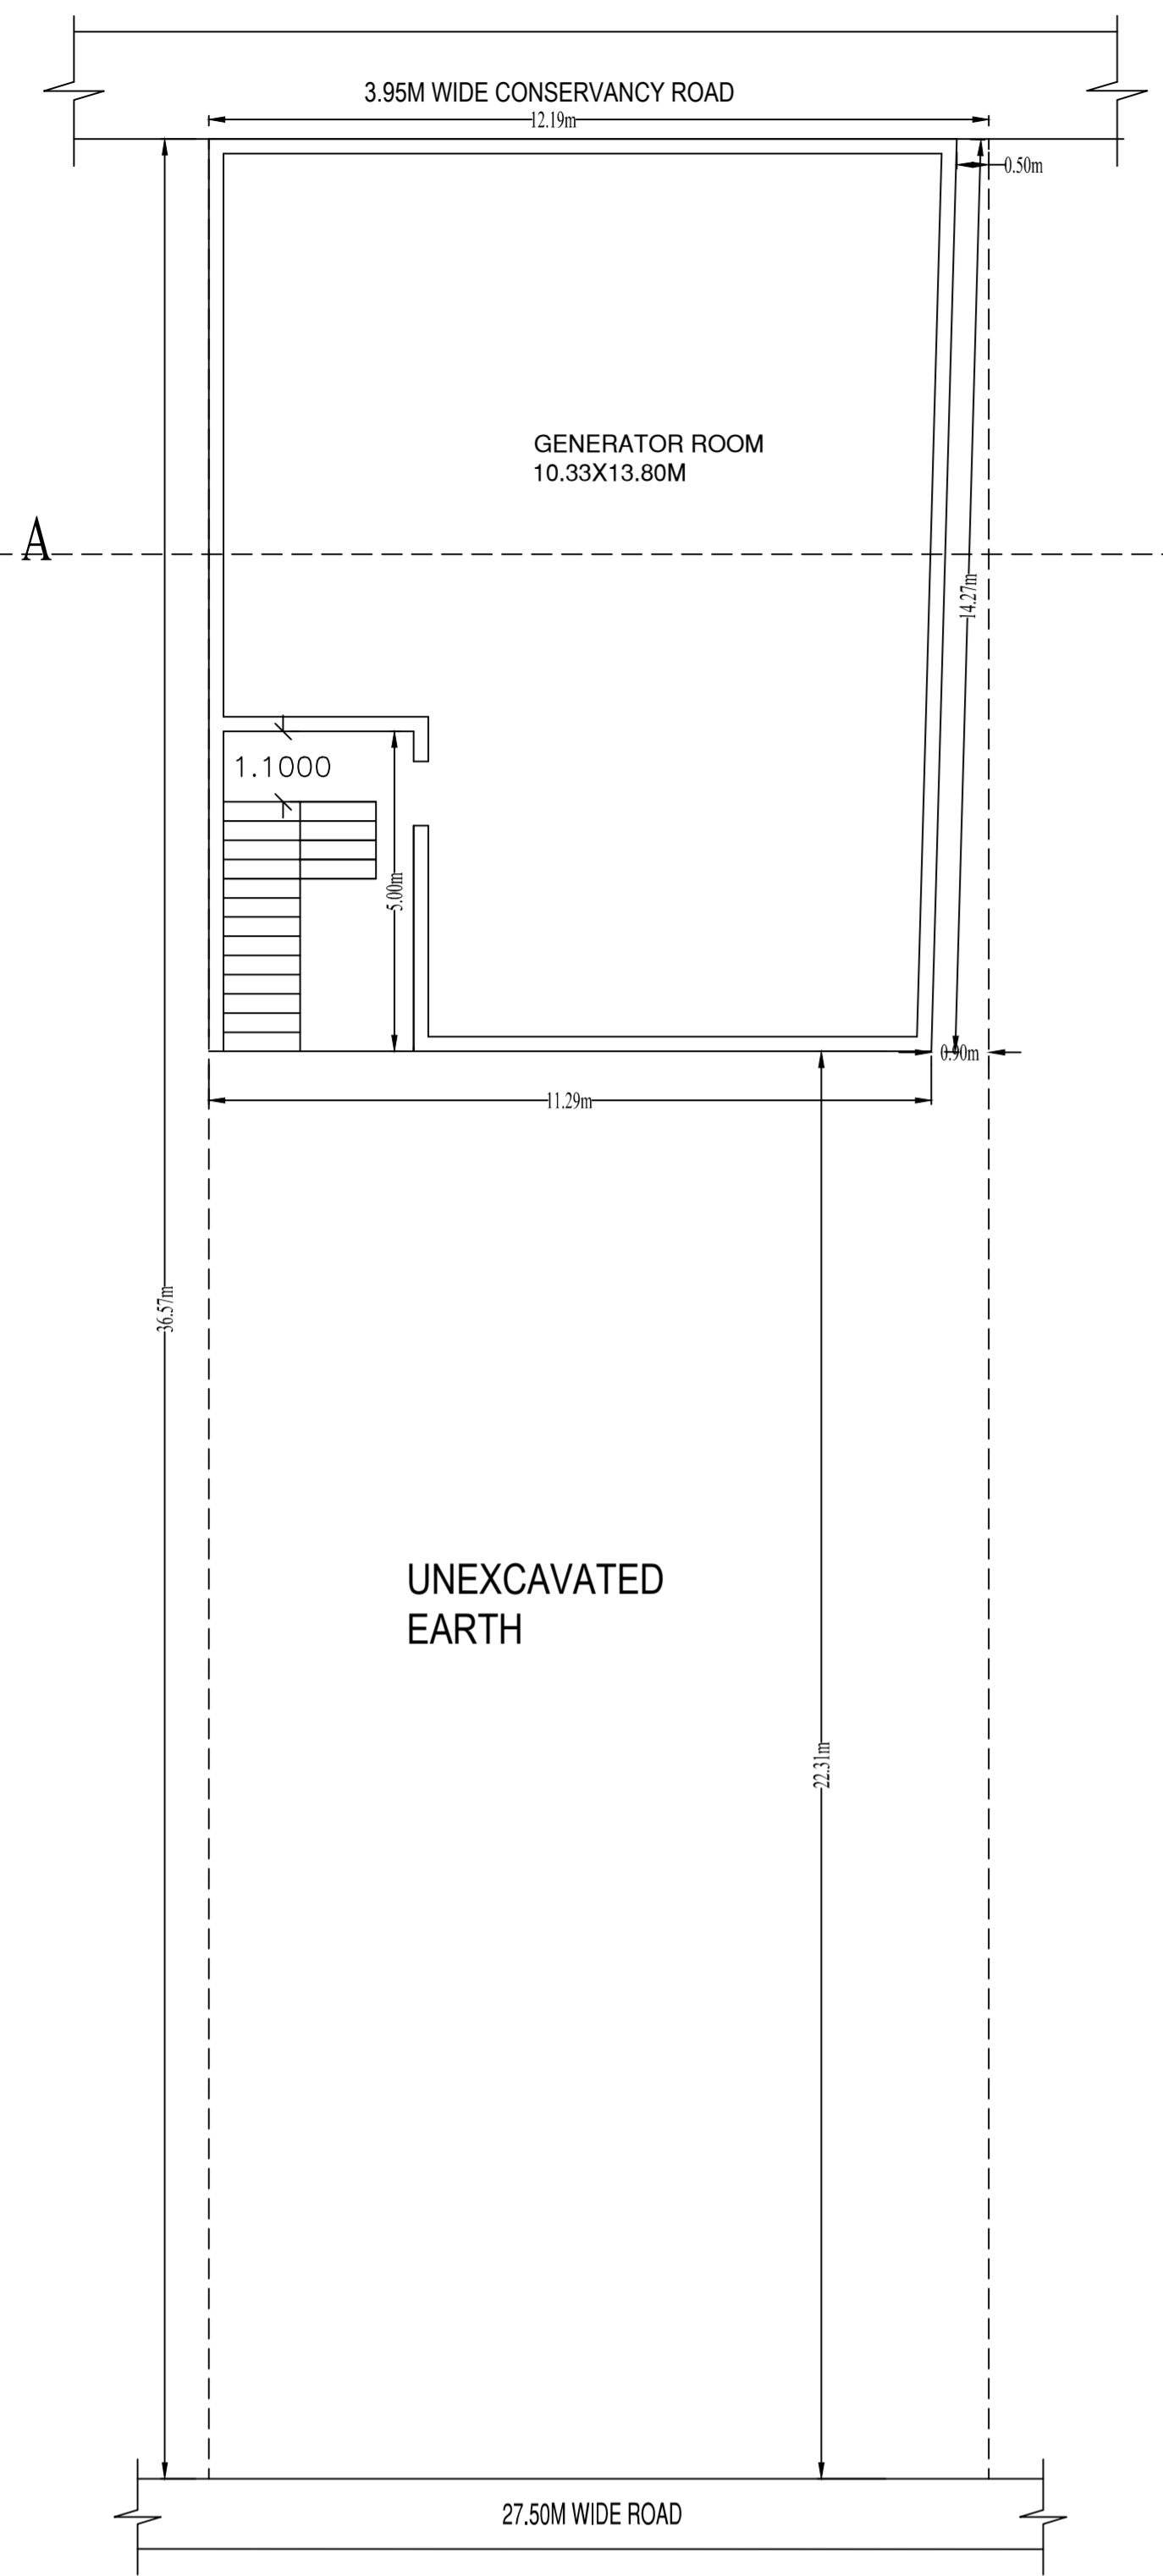 3.95M WIDE CONSERVANCY ROAD
12.19m
0.50m
GENERATOR ROOM
10.33X13.80M
A
14.27m
1.1000
5.00m
0.90m
11.29m
36.57m
UNEXCAVATED
EARTH
22.31m
27.50M WIDE ROAD